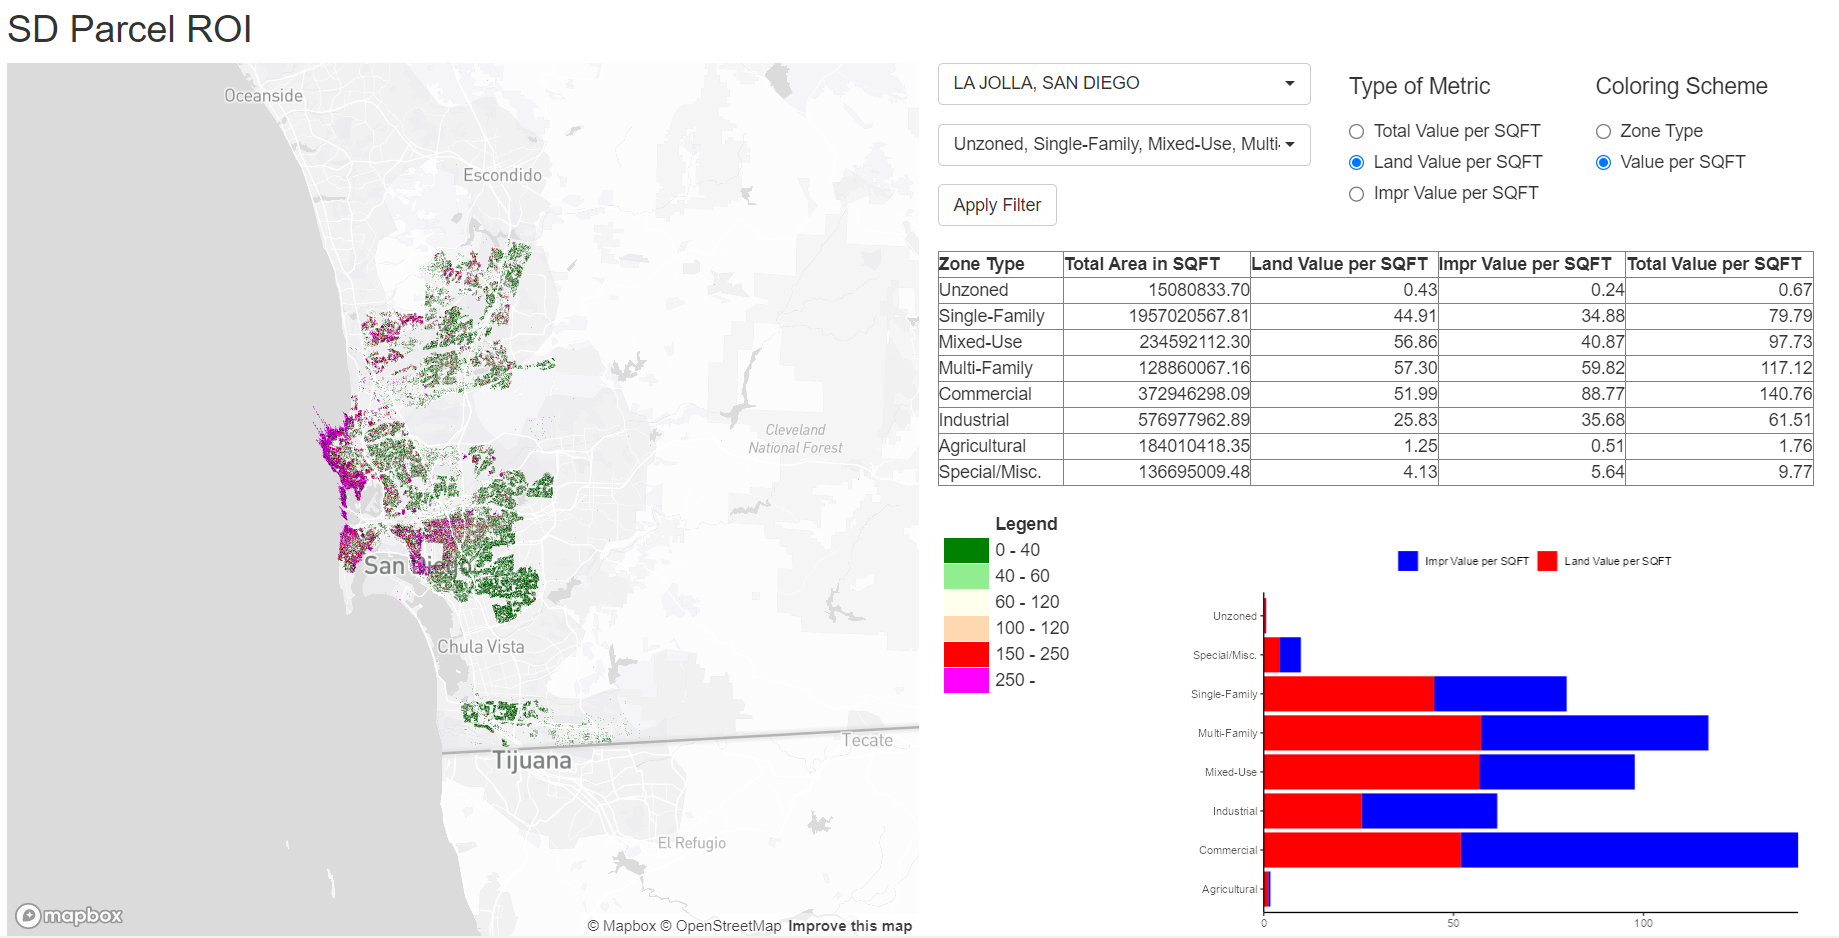 SD Parcel ROI
Oceanside
Escondido
Cleveland
National Forest
San Diego
Chula Vista
Tecate
Tijuana
El Refugio
mapbox
© Mapbox © OpenStreetMap Improve this map
LA JOLLA, SAN DIEGO
Unzoned, Single-Family, Mixed-Use, Multi-
Apply Filter
Type of Metric
Total Value per SQFT
Land Value per SQFT
Impr Value per SQFT
Coloring Scheme
Zone Type
Value per SQFT
Zone Type Total Area in SQFT Land Value per SQFT Impr Value per SQFT Total Value per SQFT
Unzoned 15080833.70 0.43 0.24 0.67
Single-Family 1957020567.81 44.91 34.88 79.79
Mixed-Use 234592112.30 56.86 40.87 97.73
Multi-Family 128860067.16 57.30 59.82 117.12
Commercial 372946298.09 51.99 88.77 140.76
Industrial 576977962.89 25.83 35.68 61.51
Agricultural 184010418.35 1.25 0.51 1.76
Special/Misc. 136695009.48 4.13 5.64 9.77
Legend
0 - 40
40 - 60
60 - 120
100 - 120
150 - 250
250 -
Impr Value per SQFT Land Value per SQFT
Unzoned
Special/Misc.
Single-Family
Multi-Family
Mixed-Use
Industrial
Commercial
Agricultural
0 50 100